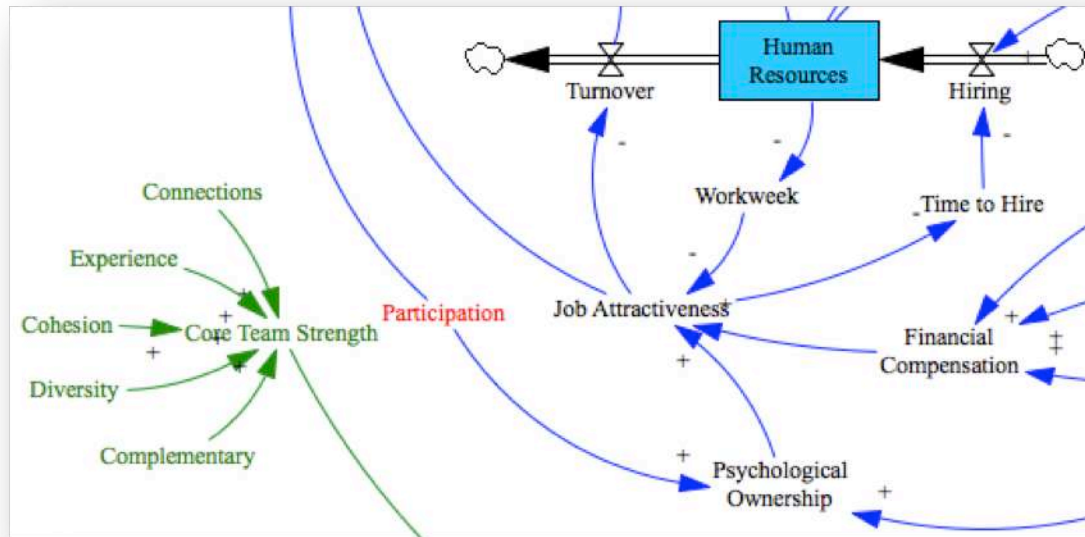 Human
Resources
Turnover
Hiring
+
-
-
-
Connections
Workweek
Time to Hire
-
Experience
-
+
Job Attractiveness
+
Participation
Cohesion
+
Core Team Strength
+
+
Financial
Compensation
+
‡
+
+
Diversity
+
Complementary
+
Psychological
Ownership
+